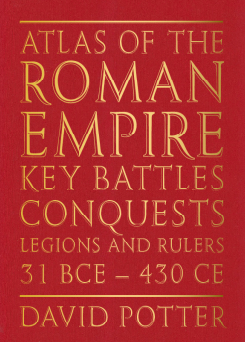 ATLAS OF THE
ROMAN
EMPIRE
KEY BATTLES
CONQUESTS
LEGIONS AND RULERS
31 BCE – 430 CE
DAVID POTTER